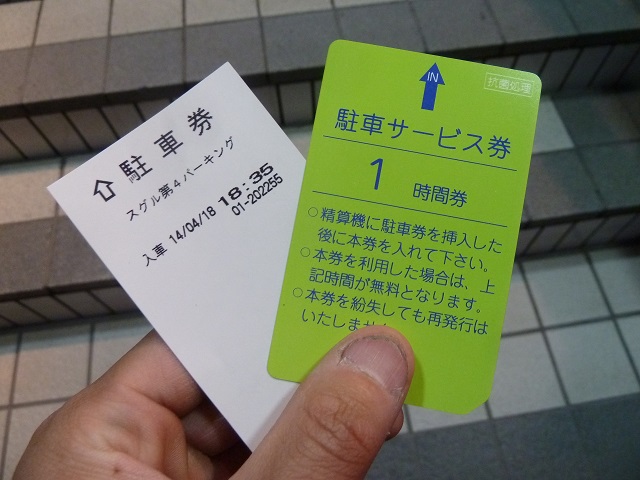 駐車券
スグル第4パーキング
入車 14/04/18 18:35
01-202255
IN
抗菌処理
駐車サービス券
1 時間券
○精算機に駐車券を挿入した
後に本券を入れて下さい。
○本券を利用した場合は、上
記時間が無料となります。
○本券を紛失しても再発行は
いたしませ